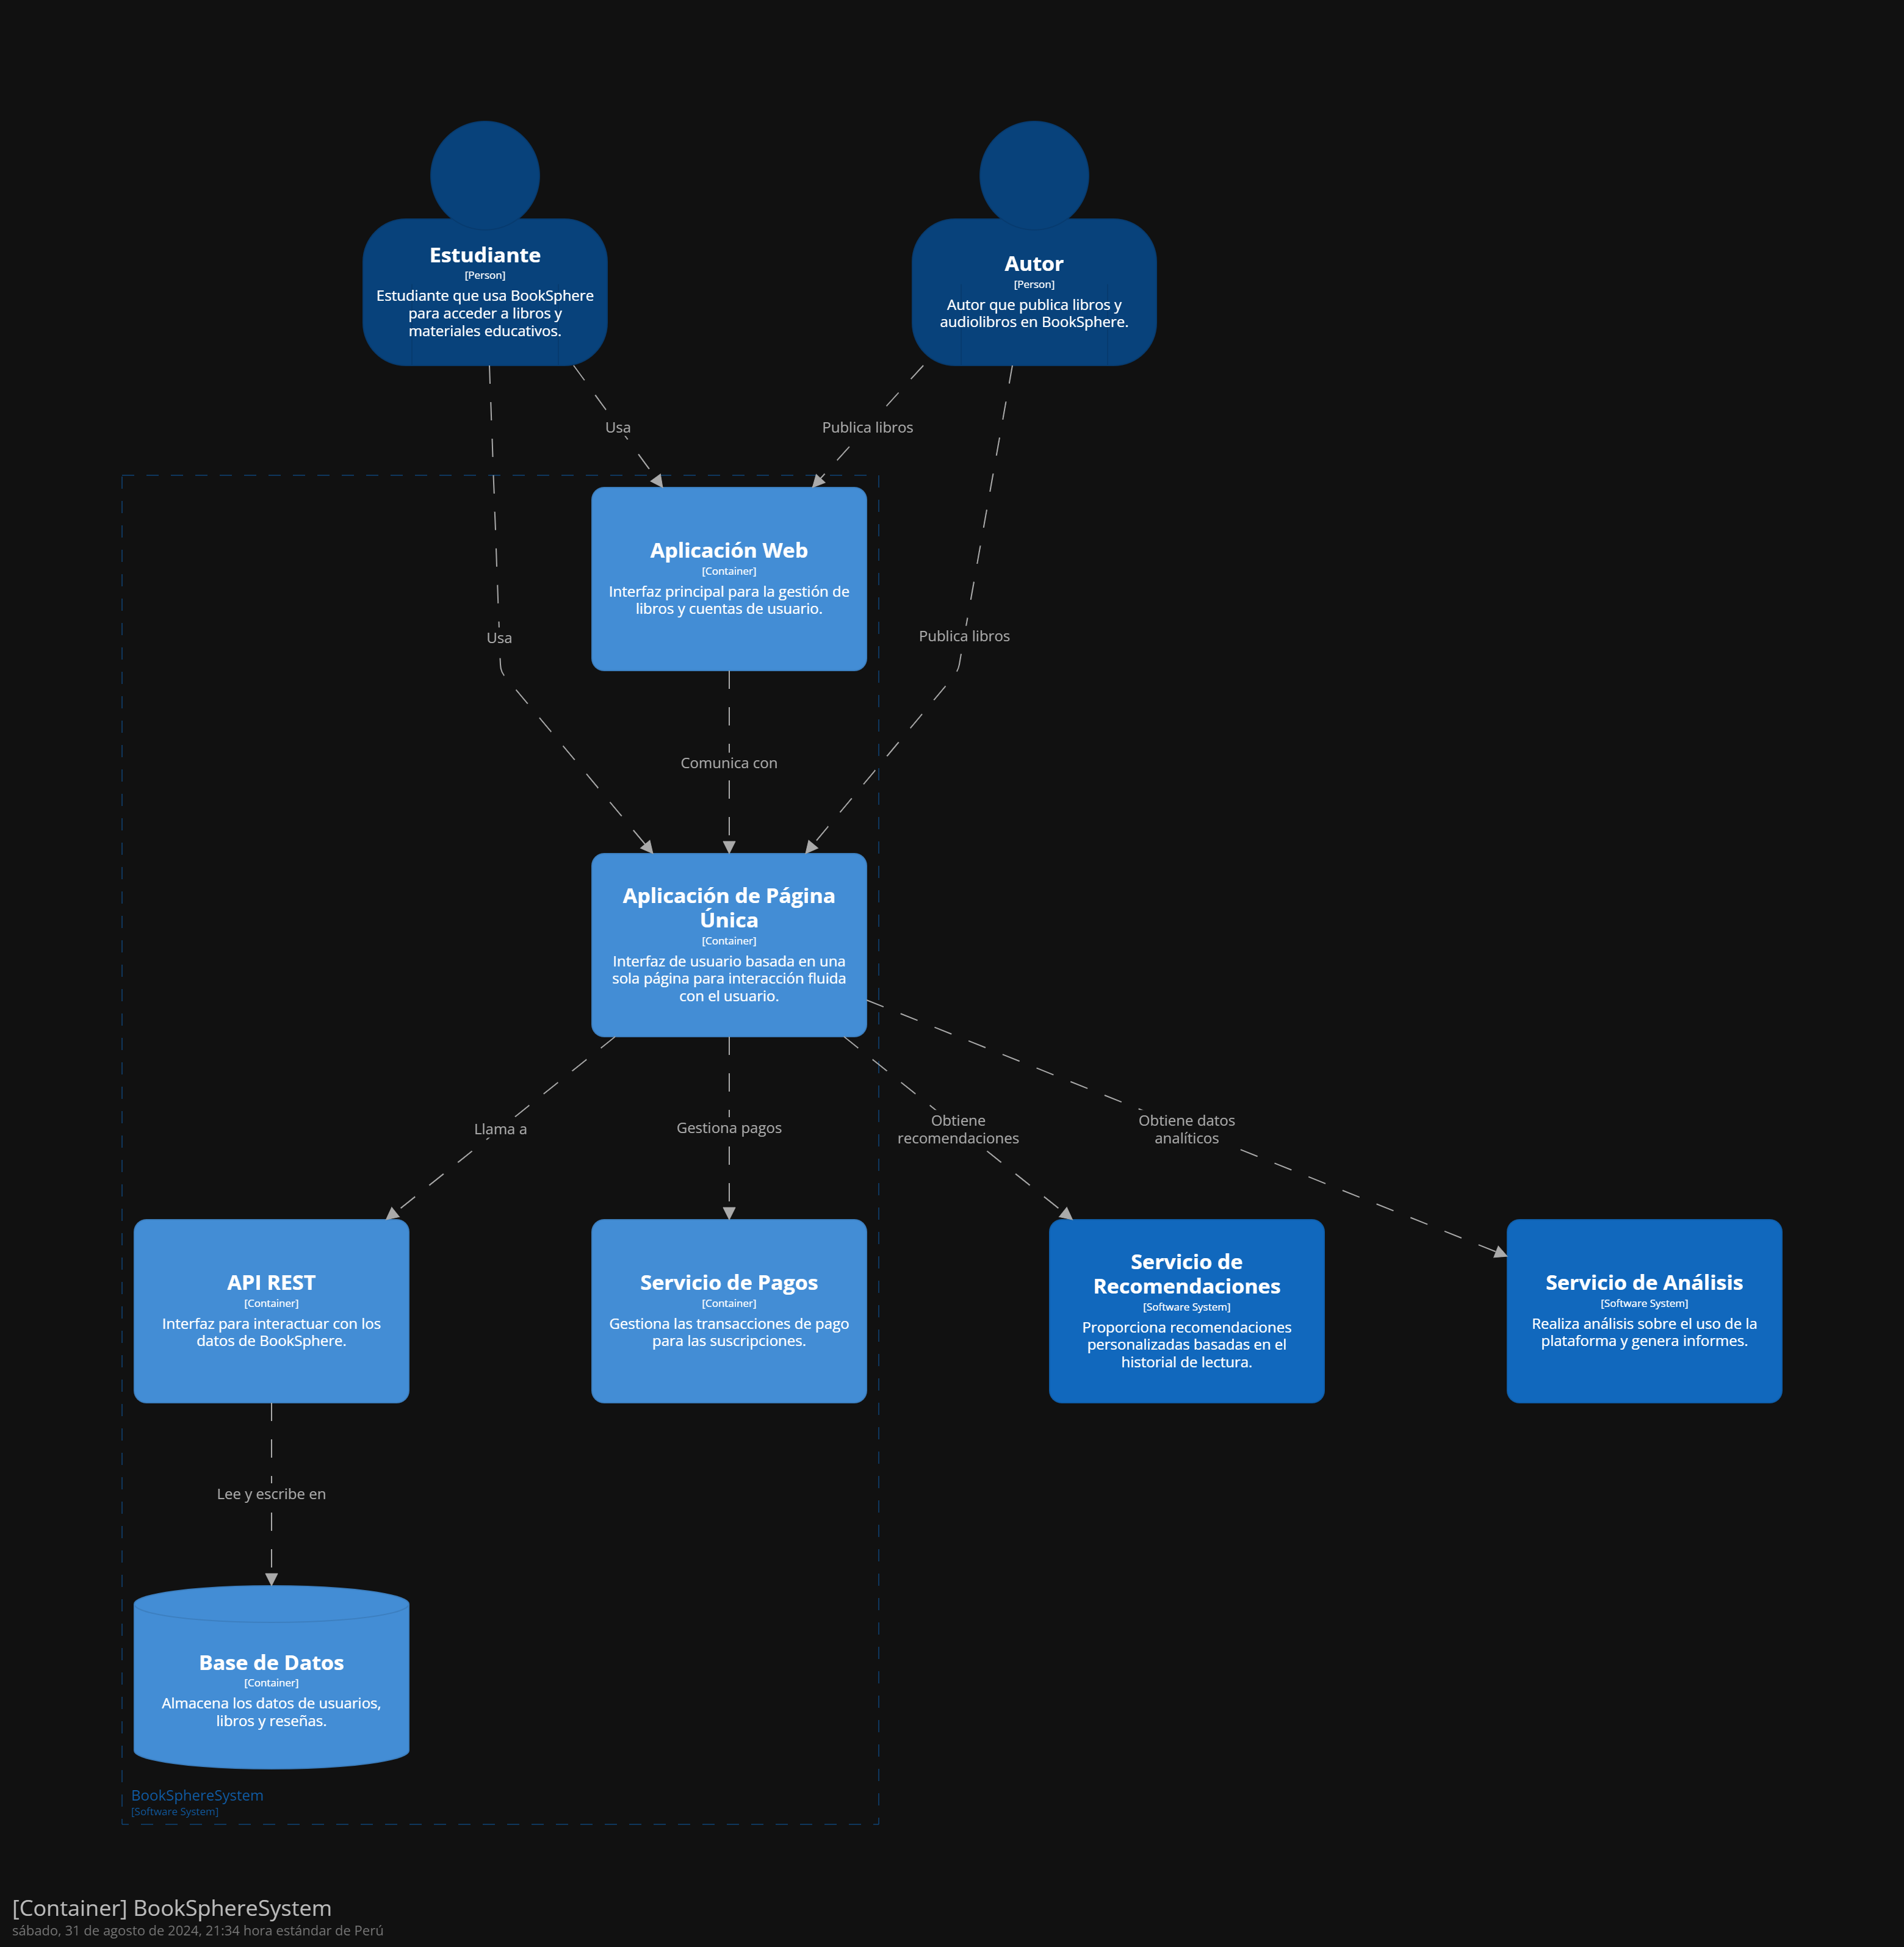 Estudiante
[Person]
Estudiante que usa BookSphere
para acceder a libros y
materiales educativos.
Autor
[Person]
Autor que publica libros y
audiolibros en BookSphere.
Usa
Publica libros
Aplicación Web
[Container]
Interfaz principal para la gestión de
libros y cuentas de usuario.
Usa
Publica libros
Comunica con
Aplicación de Página
Única
[Container]
Interfaz de usuario basada en una
sola página para interacción fluida
con el usuario.
Llama a
Gestiona pagos
Obtiene
recomendaciones
Obtiene datos
analíticos
API REST
[Container]
Interfaz para interactuar con los
datos de BookSphere.
Servicio de Pagos
[Container]
Gestiona las transacciones de pago
para las suscripciones.
Servicio de
Recomendaciones
[Software System]
Proporciona recomendaciones
personalizadas basadas en el
historial de lectura.
Servicio de Análisis
[Software System]
Realiza análisis sobre el uso de la
plataforma y genera informes.
Lee y escribe en
Base de Datos
[Container]
Almacena los datos de usuarios,
libros y reseñas.
BookSphereSystem
[Software System]
[Container] BookSphereSystem
sábado, 31 de agosto de 2024, 21:34 hora estándar de Perú